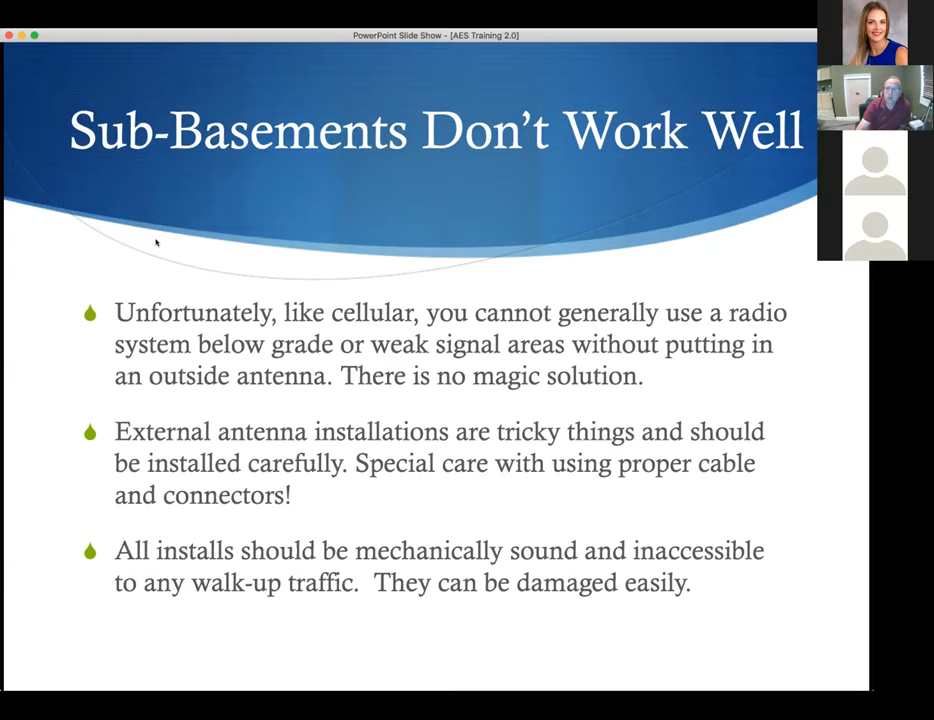 PowerPoint Slide Show - [AES Training 2.0]
Sub-Basements Don't Work Well
Unfortunately, like cellular, you cannot generally use a radio
system below grade or weak signal areas without putting in
an outside antenna. There is no magic solution.
External antenna installations are tricky things and should
be installed carefully. Special care with using proper cable
and connectors!
All installs should be mechanically sound and inaccessible
to any walk-up traffic.  They can be damaged easily.